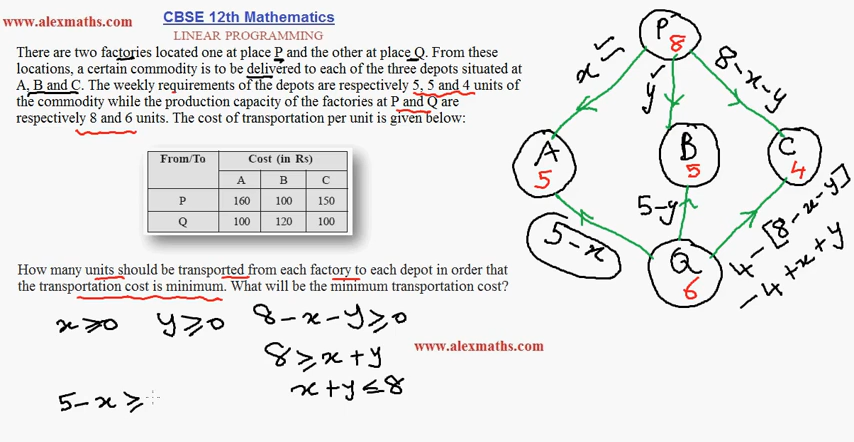 www.alexmaths.com
CBSE 12th Mathematics
LINEAR PROGRAMMING
There are two factories located one at place P and the other at place Q. From these
locations, a certain commodity is to be delivered to each of the three depots situated at
A, B and C. The weekly requirements of the depots are respectively 5, 5 and 4 units of
the commodity while the production capacity of the factories at P and Q are
respectively 8 and 6 units. The cost of transportation per unit is given below:
From/To Cost (in Rs)
A B C
P 160 100 150
Q 100 120 100
How many units should be transported from each factory to each depot in order that
the transportation cost is minimum. What will be the minimum transportation cost?
x ≥ 0 y ≥ 0 8 - x - y ≥ 0
8 ≥ x + y
x + y ≤ 8
5 - x ≥
www.alexmaths.com
P
8
x
y
8 - x - y
A
5
B
5
C
4
5 - x
5 - y
4 - [8 - x - y]
- 4 + x + y
Q
6